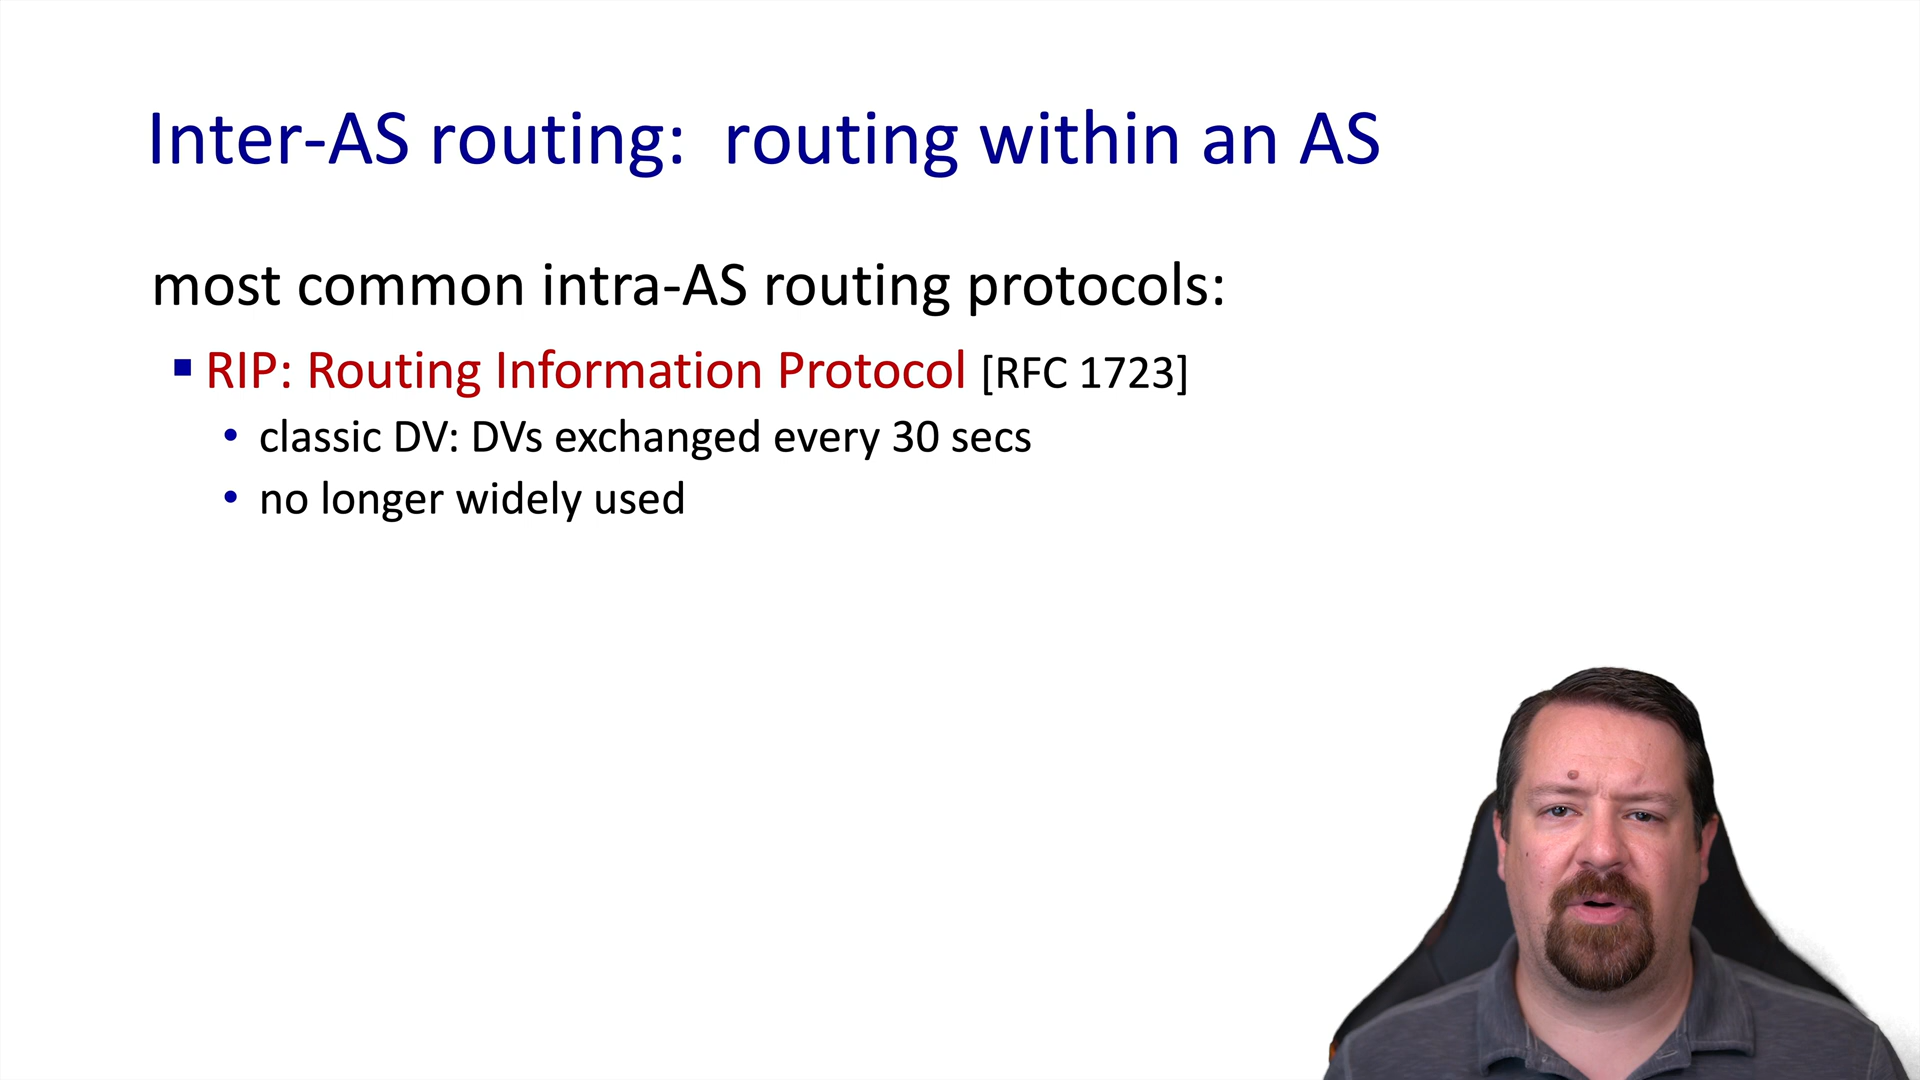 Inter-AS routing: routing within an AS
most common intra-AS routing protocols:
RIP: Routing Information Protocol [RFC 1723]
classic DV: DVs exchanged every 30 secs
no longer widely used